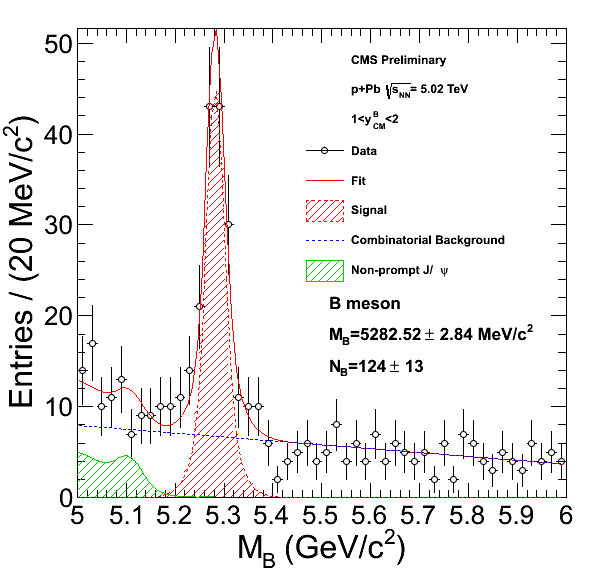 CMS Preliminary
p+Pb √sNN= 5.02 TeV
1<yBCM<2
Data
Fit
Signal
Combinatorial Background
Non-prompt J/ ψ
B meson
MB=5282.52 ± 2.84 MeV/c2
NB=124 ± 13
Entries / (20 MeV/c2)
50
40
30
20
10
0
5 5.1 5.2 5.3 5.4 5.5 5.6 5.7 5.8 5.9 6
MB (GeV/c2)